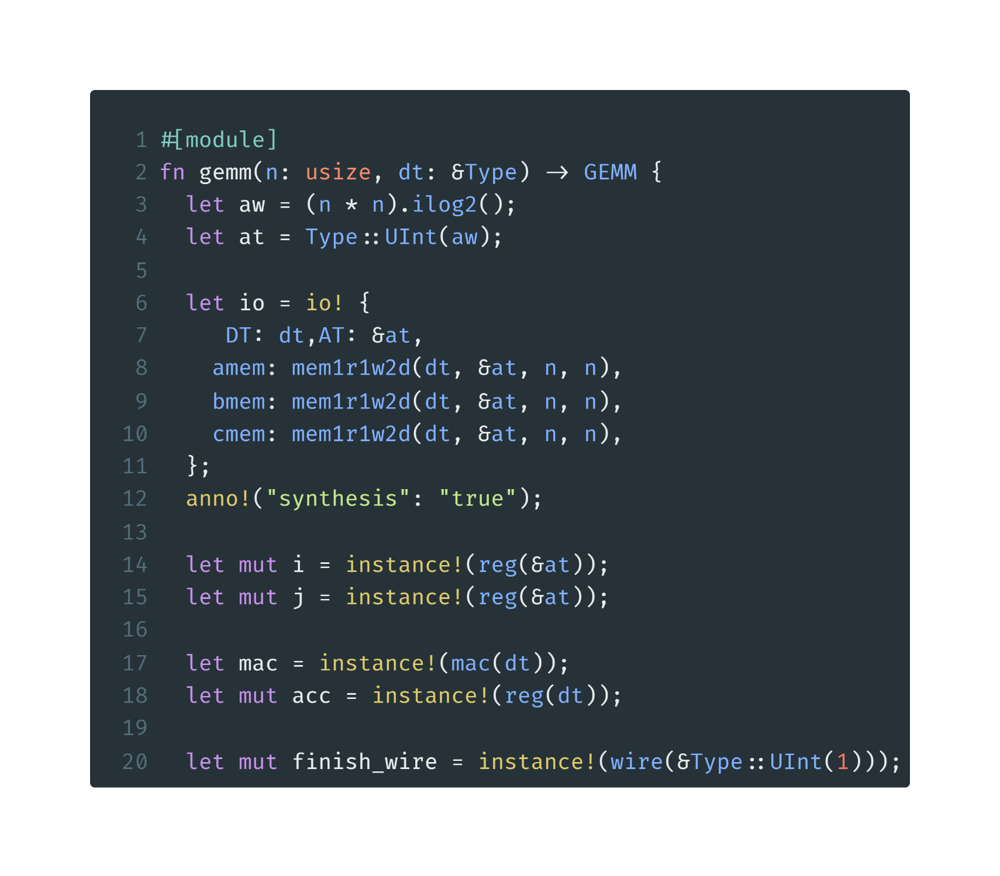 1 #[module]
2 fn gemm(n: usize, dt: &Type) -> GEMM {
3   let aw = (n * n).ilog2();
4   let at = Type::UInt(aw);
5
6   let io = io! {
7      DT: dt,AT: &at,
8     amem: mem1r1w2d(dt, &at, n, n),
9     bmem: mem1r1w2d(dt, &at, n, n),
10     cmem: mem1r1w2d(dt, &at, n, n),
11   };
12   anno!("synthesis": "true");
13
14   let mut i = instance!(reg(&at));
15   let mut j = instance!(reg(&at));
16
17   let mac = instance!(mac(dt));
18   let mut acc = instance!(reg(dt));
19
20   let mut finish_wire = instance!(wire(&Type::UInt(1)));